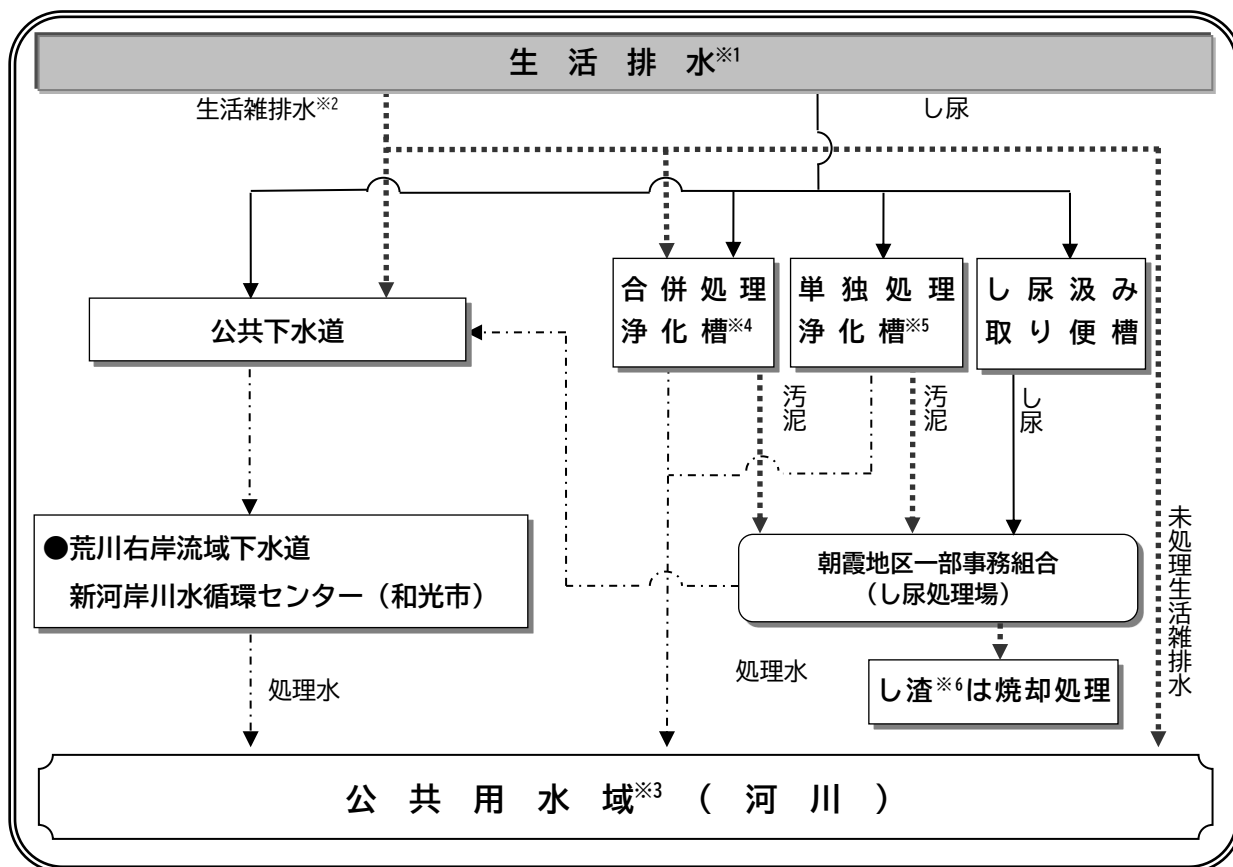 生活排水※1
生活雑排水※2
し尿
合併処理
浄化槽※4
単独処理
浄化槽※5
し尿汲み
取り便槽
公共下水道
汚泥
汚泥
し尿
●荒川右岸流域下水道
新河岸川水循環センター（和光市）
朝霞地区一部事務組合
（し尿処理場）
未処理生活雑排水
処理水
処理水
し渣※6は焼却処理
公共用水域※3（河川）